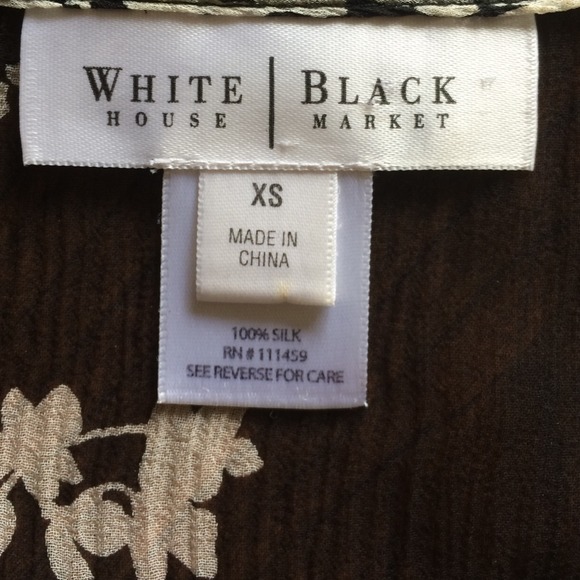 WHITE | BLACK
HOUSE | MARKET
XS
MADE IN
CHINA
100% SILK
RN # 111459
SEE REVERSE FOR CARE